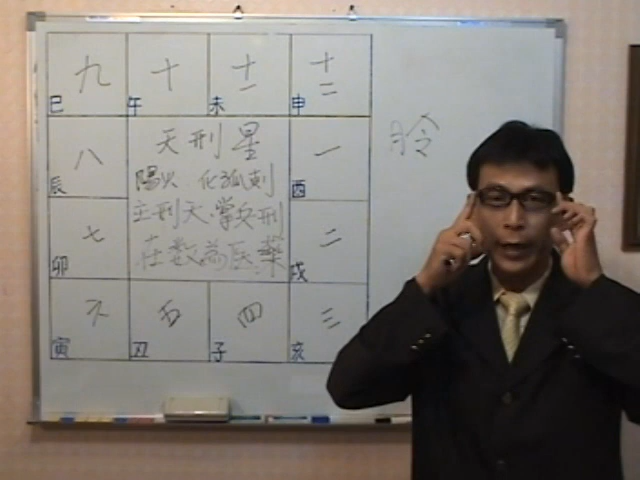 九 十 十一 十二
巳 午 未 申
天刑星
八 一
陽火.化孤剋
辰 酉
主刑夭.掌兵刑
七 二
在数為医藥
卯 戌
六 五 四 三
寅 丑 子 亥